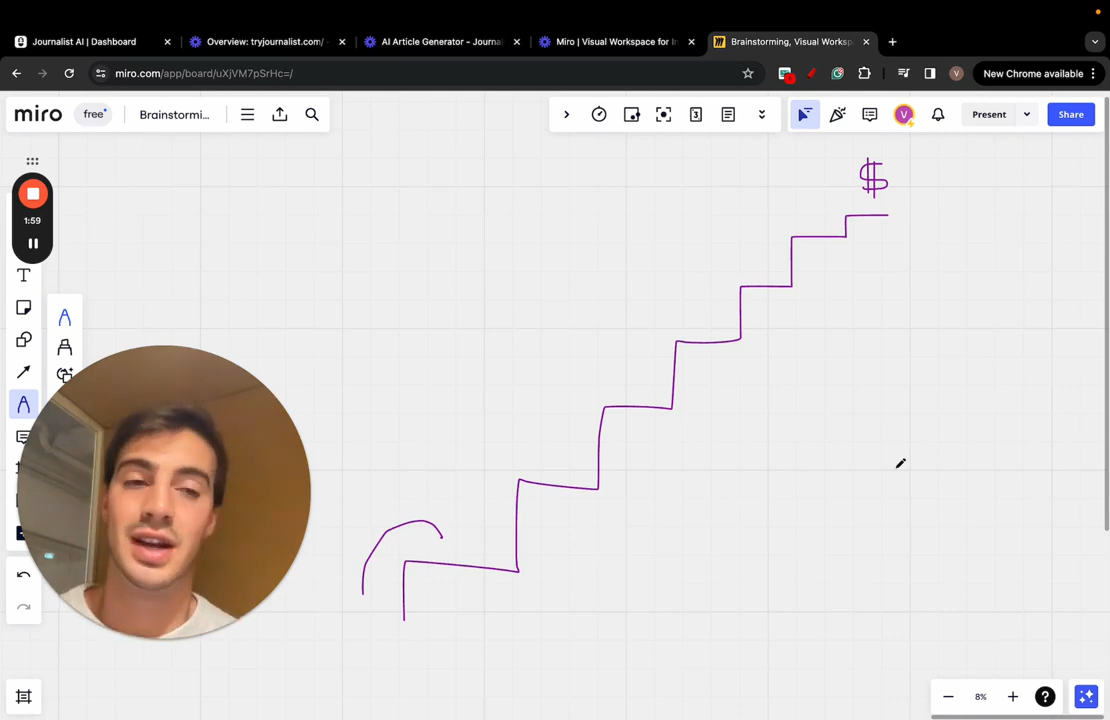 Journalist AI | Dashboard
Overview: tryjournalist.com/ -
AI Article Generator - Journa
Miro | Visual Workspace for In
Brainstorming, Visual Worksp
miro.com/app/board/uXjVM7pSrHc=/
V
New Chrome available
miro
free
Brainstormi...
3
V
Present
Share
$
1:59
T
8%
?